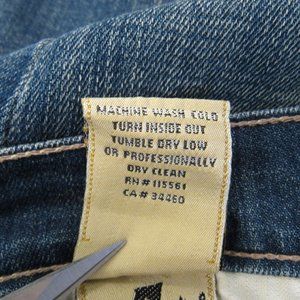 MACHINE WASH COLD
TURN INSIDE OUT
TUMBLE DRY LOW
OR PROFESSIONALLY
DRY CLEAN
RN # 115561
CA # 34460